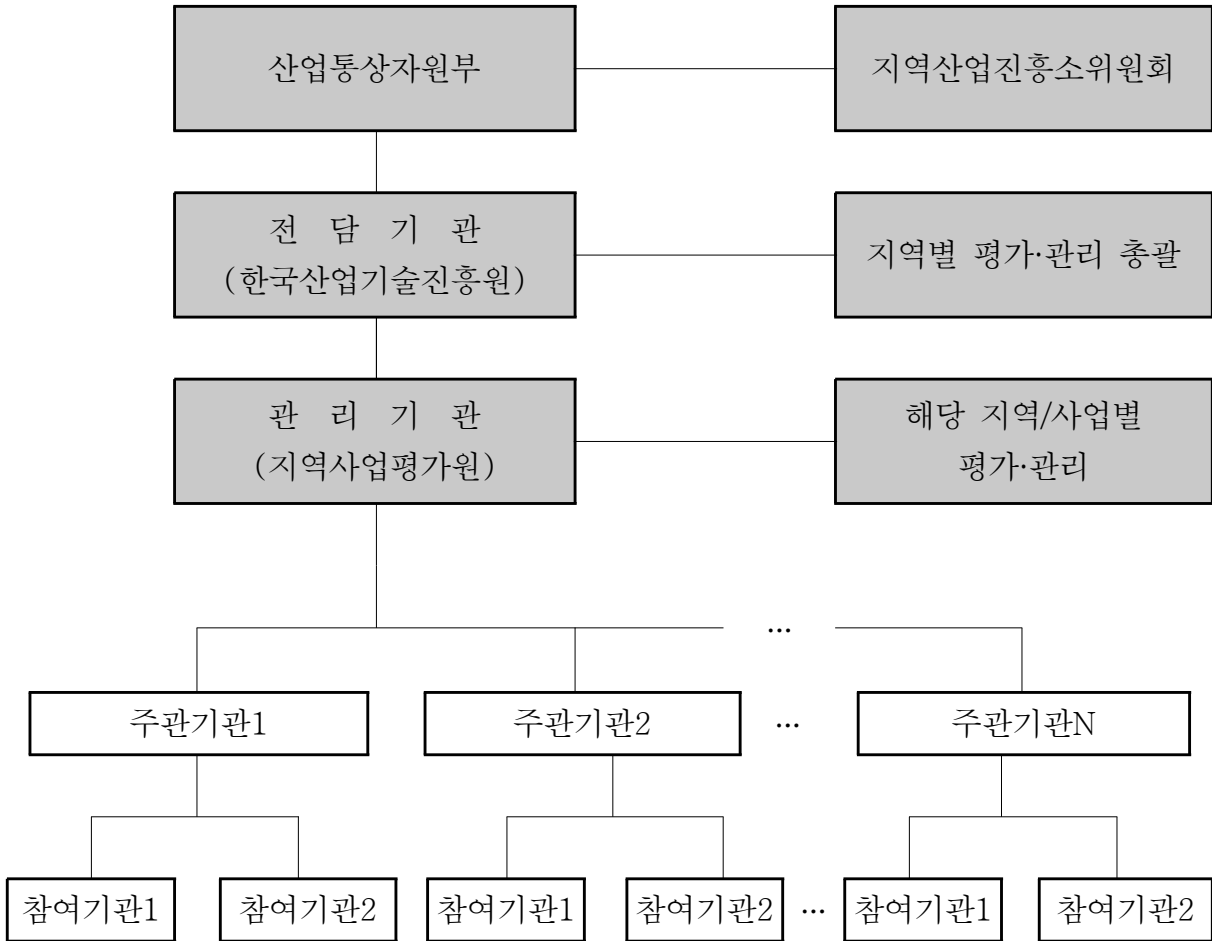 산업통상자원부
지역산업진흥소위원회
전 담 기 관
(한국산업기술진흥원)
지역별 평가·관리 총괄
관 리 기 관
(지역사업평가원)
해당 지역/사업별
평가·관리
...
주관기관1
주관기관2
...
주관기관N
참여기관1
참여기관2
참여기관1
참여기관2
...
참여기관1
참여기관2